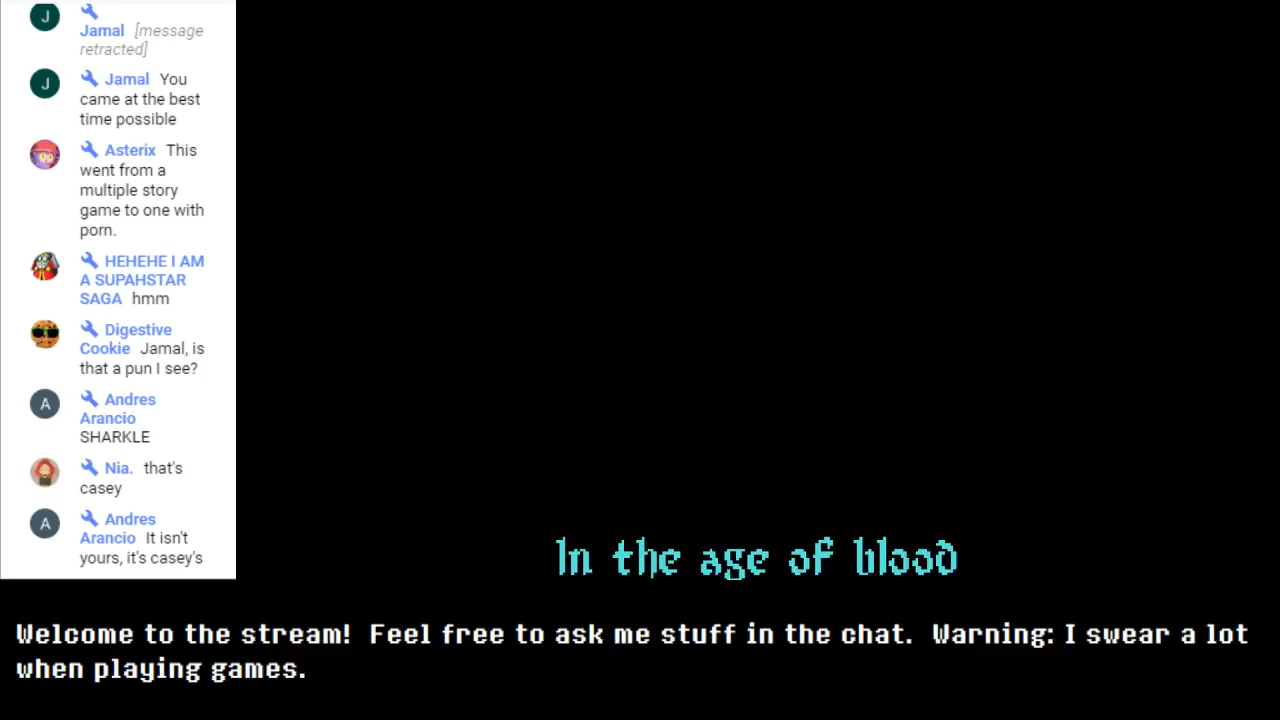 J
Jamal [message
retracted]
J
Jamal You
came at the best
time possible
Asterix This
went from a
multiple story
game to one with
porn.
HEHEHE I AM
A SUPAHSTAR
SAGA hmm
Digestive
Cookie Jamal, is
that a pun I see?
A
Andres
Arancio
SHARKLE
Nia. that's
casey
A
Andres
Arancio It isn't
yours, it's casey's
In the age of blood
Welcome to the stream! Feel free to ask me stuff in the chat. Warning: I swear a lot
when playing games.